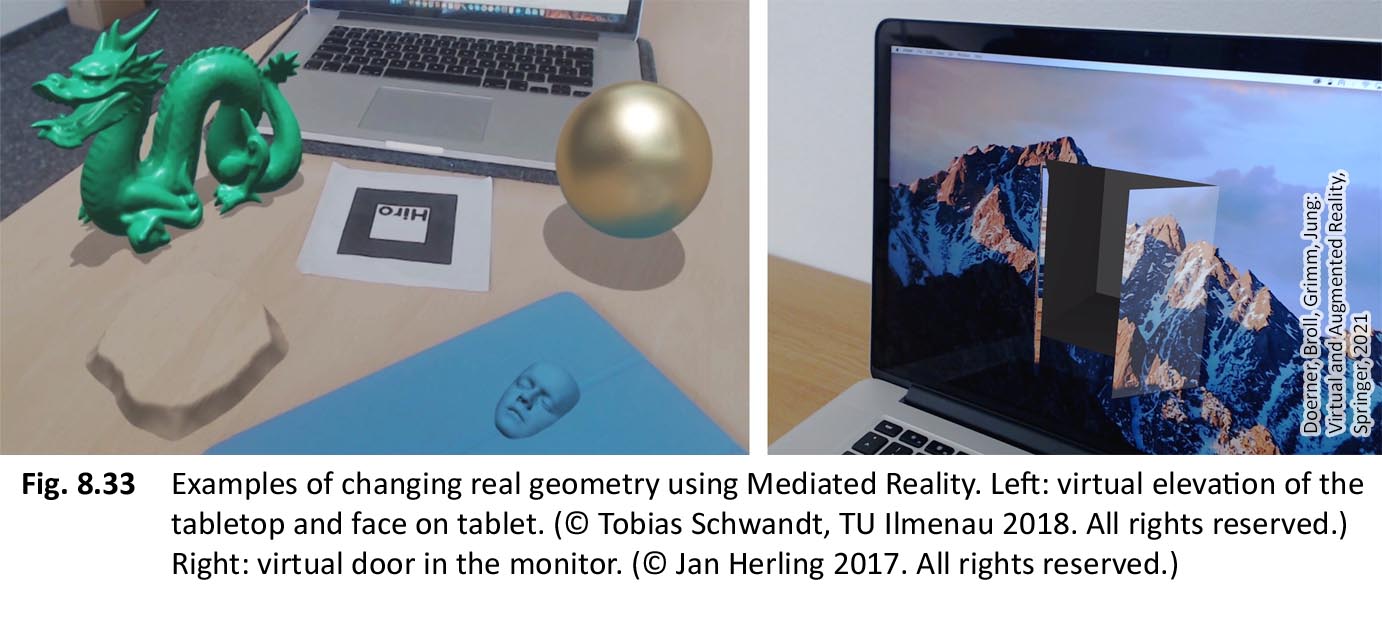 Hiro
Doerner, Broll, Grimm, Jung;
Virtual and Augmented Reality,
Springer, 2021
Fig. 8.33 Examples of changing real geometry using Mediated Reality. Left: virtual elevation of the
tabletop and face on tablet. (© Tobias Schwandt, TU Ilmenau 2018. All rights reserved.)
Right: virtual door in the monitor. (© Jan Herling 2017. All rights reserved.)